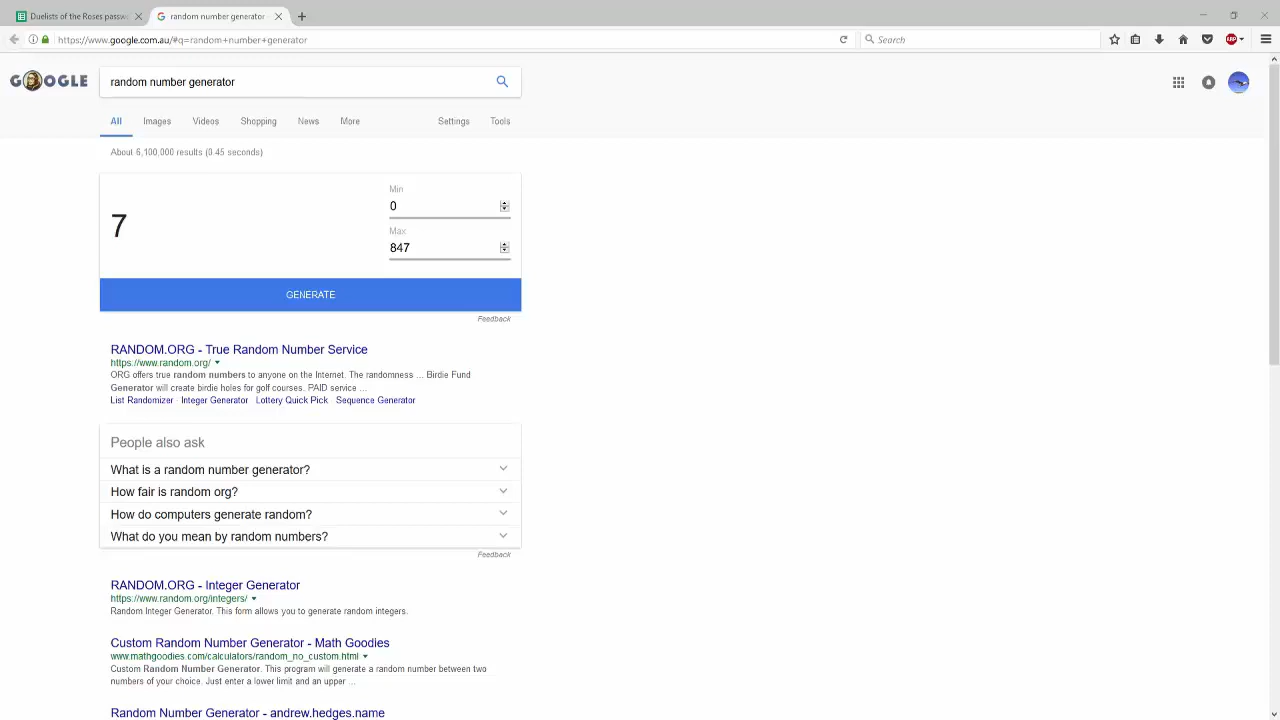 Duelists of the Roses passw
random number generator
https://www.google.com.au/#q=random+number+generator
Search
ABP
GOOGLE
random number generator
All Images Videos Shopping News More Settings Tools
About 6,100,000 results (0.45 seconds)
7
Min
0
Max
847
GENERATE
Feedback
RANDOM.ORG - True Random Number Service
https://www.random.org/
ORG offers true random numbers to anyone on the Internet. The randomness ... Birdie Fund
Generator will create birdie holes for golf courses. PAID service ...
List Randomizer · Integer Generator · Lottery Quick Pick · Sequence Generator
People also ask
What is a random number generator?
How fair is random org?
How do computers generate random?
What do you mean by random numbers?
Feedback
RANDOM.ORG - Integer Generator
https://www.random.org/integers/
Random Integer Generator. This form allows you to generate random integers.
Custom Random Number Generator - Math Goodies
www.mathgoodies.com/calculators/random_no_custom.html
Custom Random Number Generator. This program will generate a random number between two
numbers of your choice. Just enter a lower limit and an upper ...
Random Number Generator - andrew.hedges.name